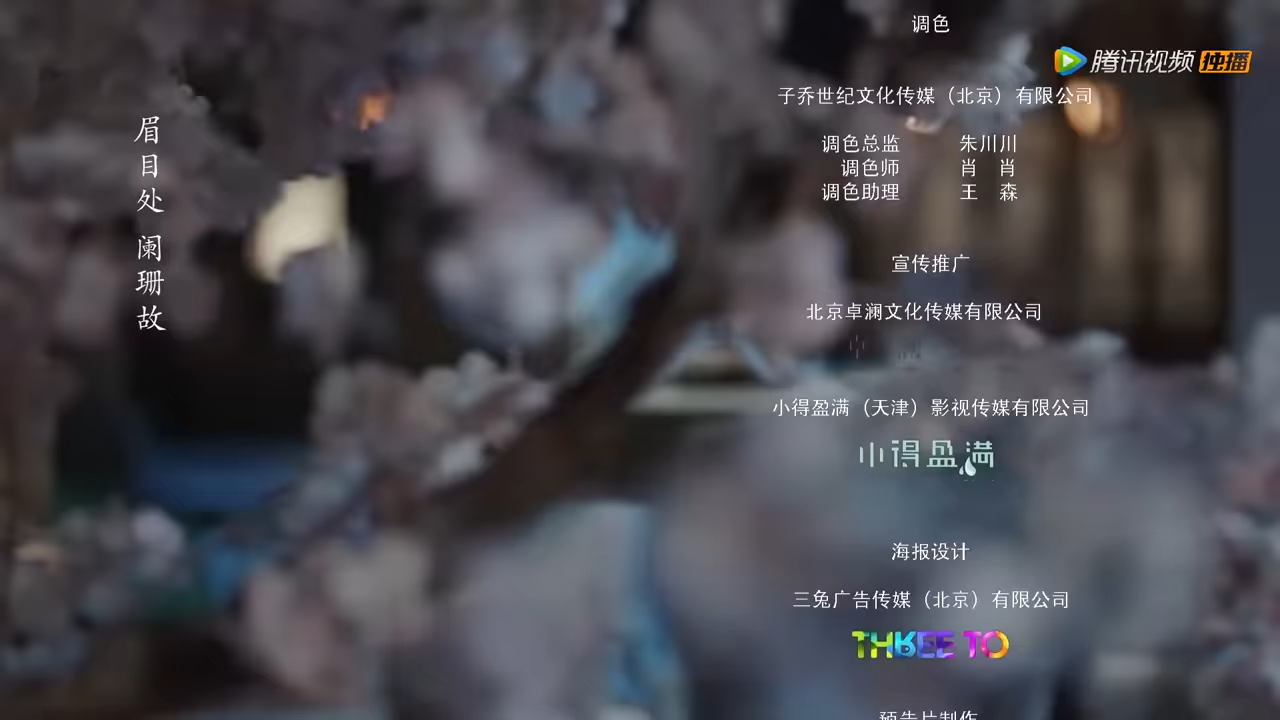 眉目处 阑珊故
调色
腾讯视频 独播
子乔世纪文化传媒（北京）有限公司
调色总监 朱川川
调色师 肖 肖
调色助理 王 森
宣传推广
北京卓澜文化传媒有限公司
小得盈满（天津）影视传媒有限公司
小得盈满
海报设计
三兔广告传媒（北京）有限公司
THREE TO
预告片制作